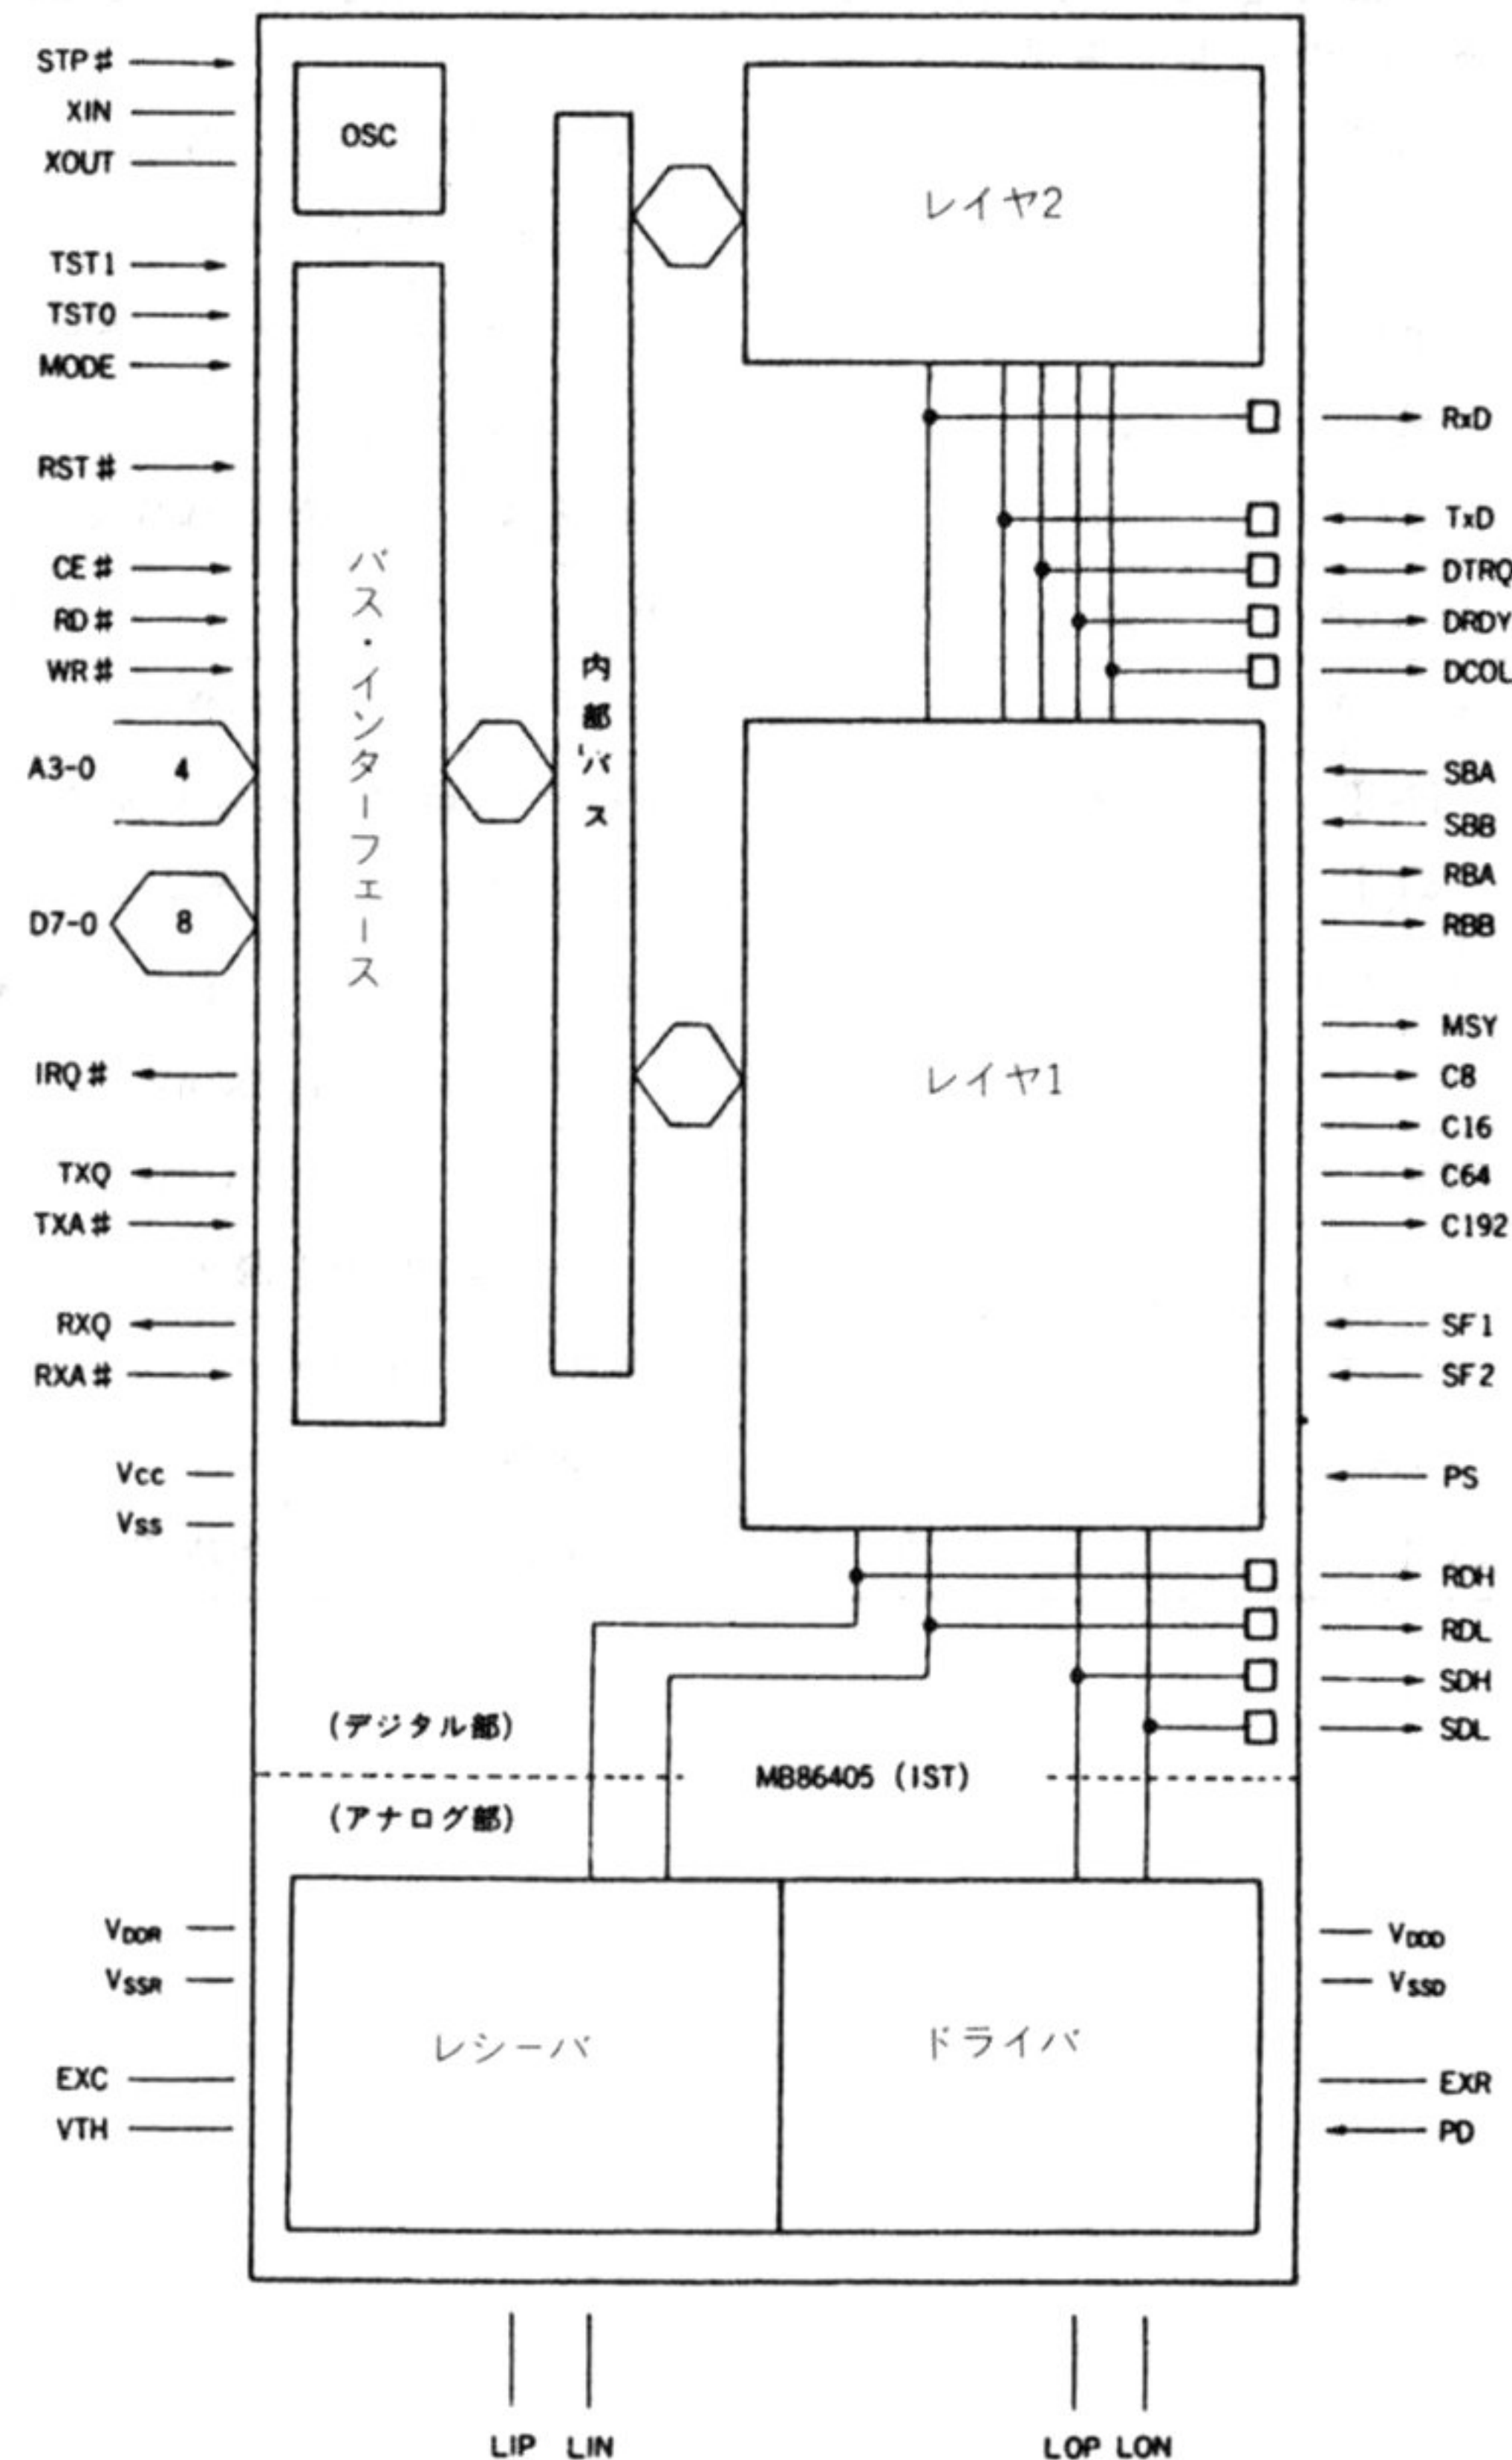 STP#
XIN
XOUT
OSC
レイヤ2
TST1
TST0
MODE
RxD
RST#
TxD
CE#
DTRQ
RD#
DRDY
WR#
DCOL
バス・インターフェース
内部バス
A3-0
4
SBA
SBB
RBA
D7-0
8
RBB
MSY
IRQ#
レイヤ1
C8
C16
TXQ
C64
TXA#
C192
RXQ
SF1
RXA#
SF2
Vcc
PS
Vss
RDH
RDL
SDH
(デジタル部)
SDL
MB86405 (IST)
(アナログ部)
VDDR
VDDD
VSSR
VSSD
レシーバ
ドライバ
EXC
EXR
VTH
PD
LIP
LIN
LOP
LON